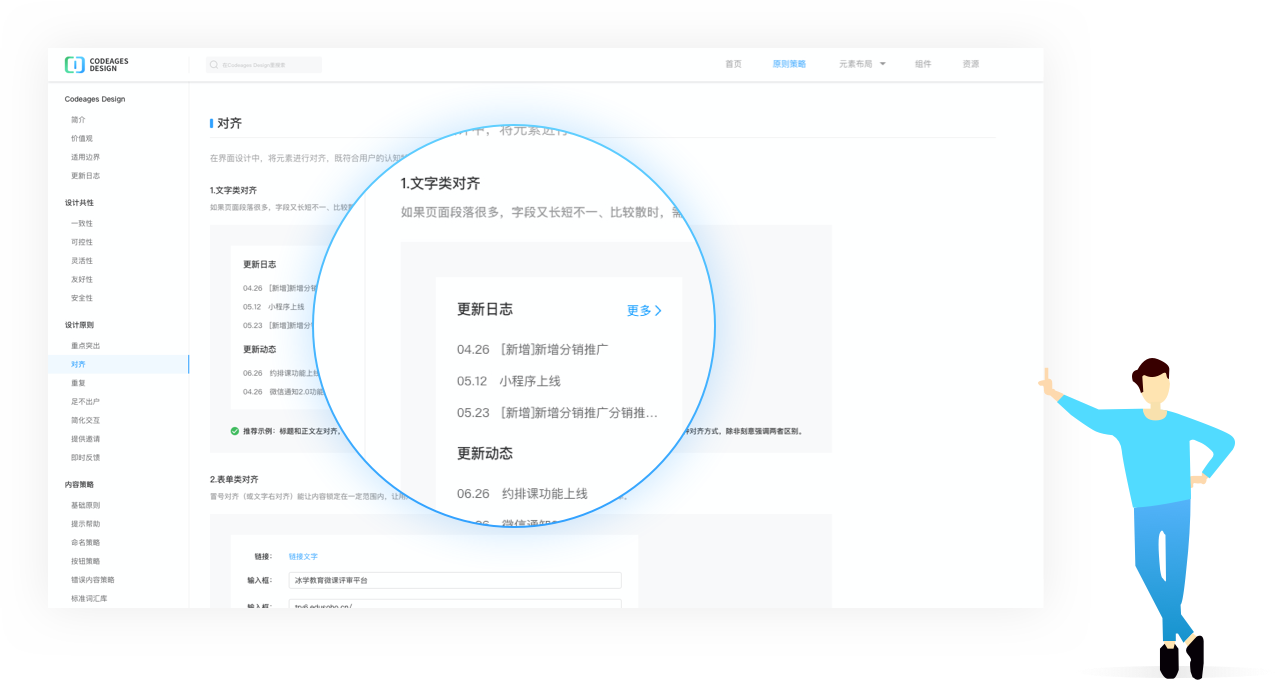 CODEAGES
DESIGN
在Codeages Design里搜索
首页
原则策略
元素布局
组件
资源
Codeages Design
简介
价值观
适用边界
更新日志
设计共性
一致性
可控性
灵活性
友好性
安全性
设计原则
重点突出
对齐
重复
足不出户
简化交互
提供邀请
即时反馈
内容策略
基础原则
提示帮助
命名策略
按钮策略
错误内容策略
标准词汇库
对齐
在界面设计中，将元素进行对齐，既符合用户的认知
1.文字类对齐
如果页面段落很多，字段又长短不一、比较散
更新日志
04.26 [新增]新增分销
05.12 小程序上线
05.23 [新增]新增分
更新动态
06.26 约排课功能上线
04.26 微信通知2.0功能
推荐示例：标题和正文左对齐，
对齐方式，除非刻意强调两者区别。
将元素进行
1.文字类对齐
如果页面段落很多，字段又长短不一、比较散时，需
更新日志
更多
04.26 [新增]新增分销推广
05.12 小程序上线
05.23 [新增]新增分销推广分销推...
更新动态
06.26 约排课功能上线
微信通知
2.表单类对齐
冒号对齐（或文字右对齐）能让内容锁定在一定范围内，让用
链接：
链接文字
输入框：
冰学教育微课评审平台
输入框：
try6.edusoho.cn/